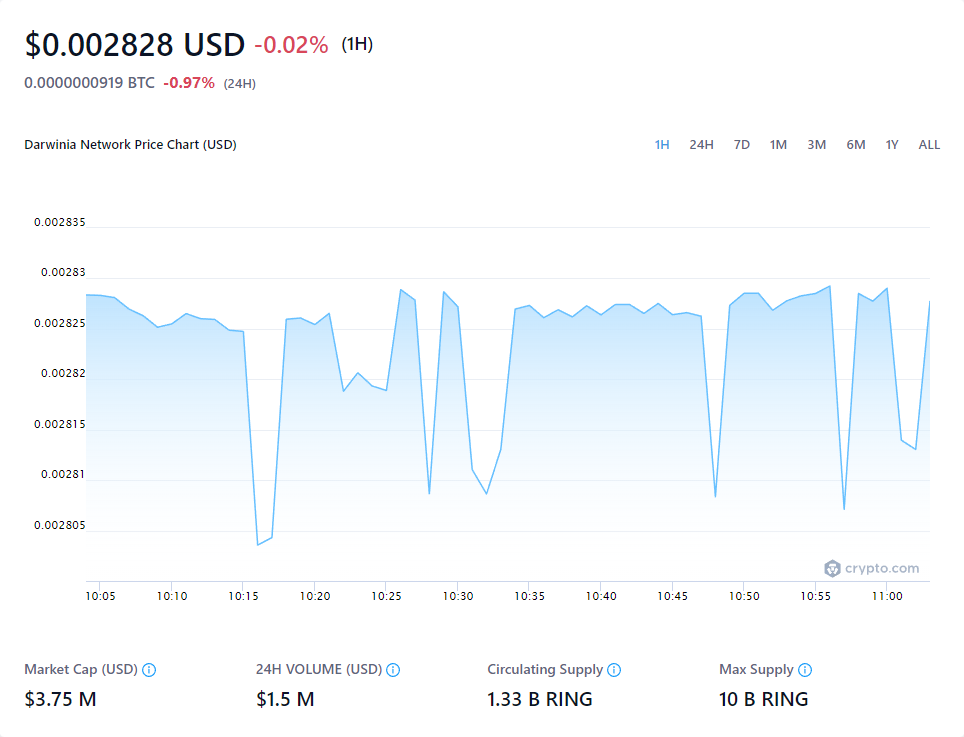 $0.002828 USD -0.02% (1H)
0.0000000919 BTC -0.97% (24H)
Darwinia Network Price Chart (USD)
1H 24H 7D 1M 3M 6M 1Y ALL
0.002835
0.00283
0.002825
0.00282
0.002815
0.00281
0.002805
crypto.com
10:05 10:10 10:15 10:20 10:25 10:30 10:35 10:40 10:45 10:50 10:55 11:00
Market Cap (USD) 24H VOLUME (USD) Circulating Supply Max Supply
$3.75 M $1.5 M 1.33 B RING 10 B RING